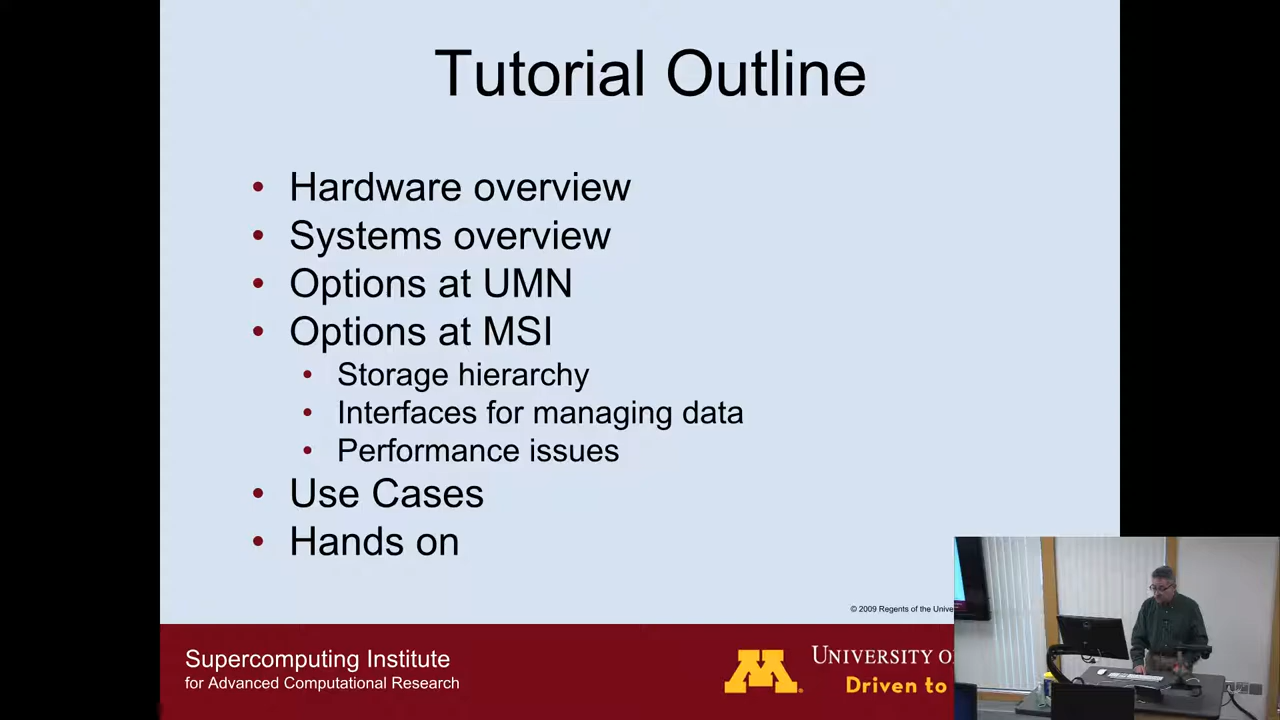 Tutorial Outline
• Hardware overview
• Systems overview
• Options at UMN
• Options at MSI
• Storage hierarchy
• Interfaces for managing data
• Performance issues
• Use Cases
• Hands on
© 2009 Regents of the
Supercomputing Institute
for Advanced Computational Research
M
UNIVERSITY
Driven to